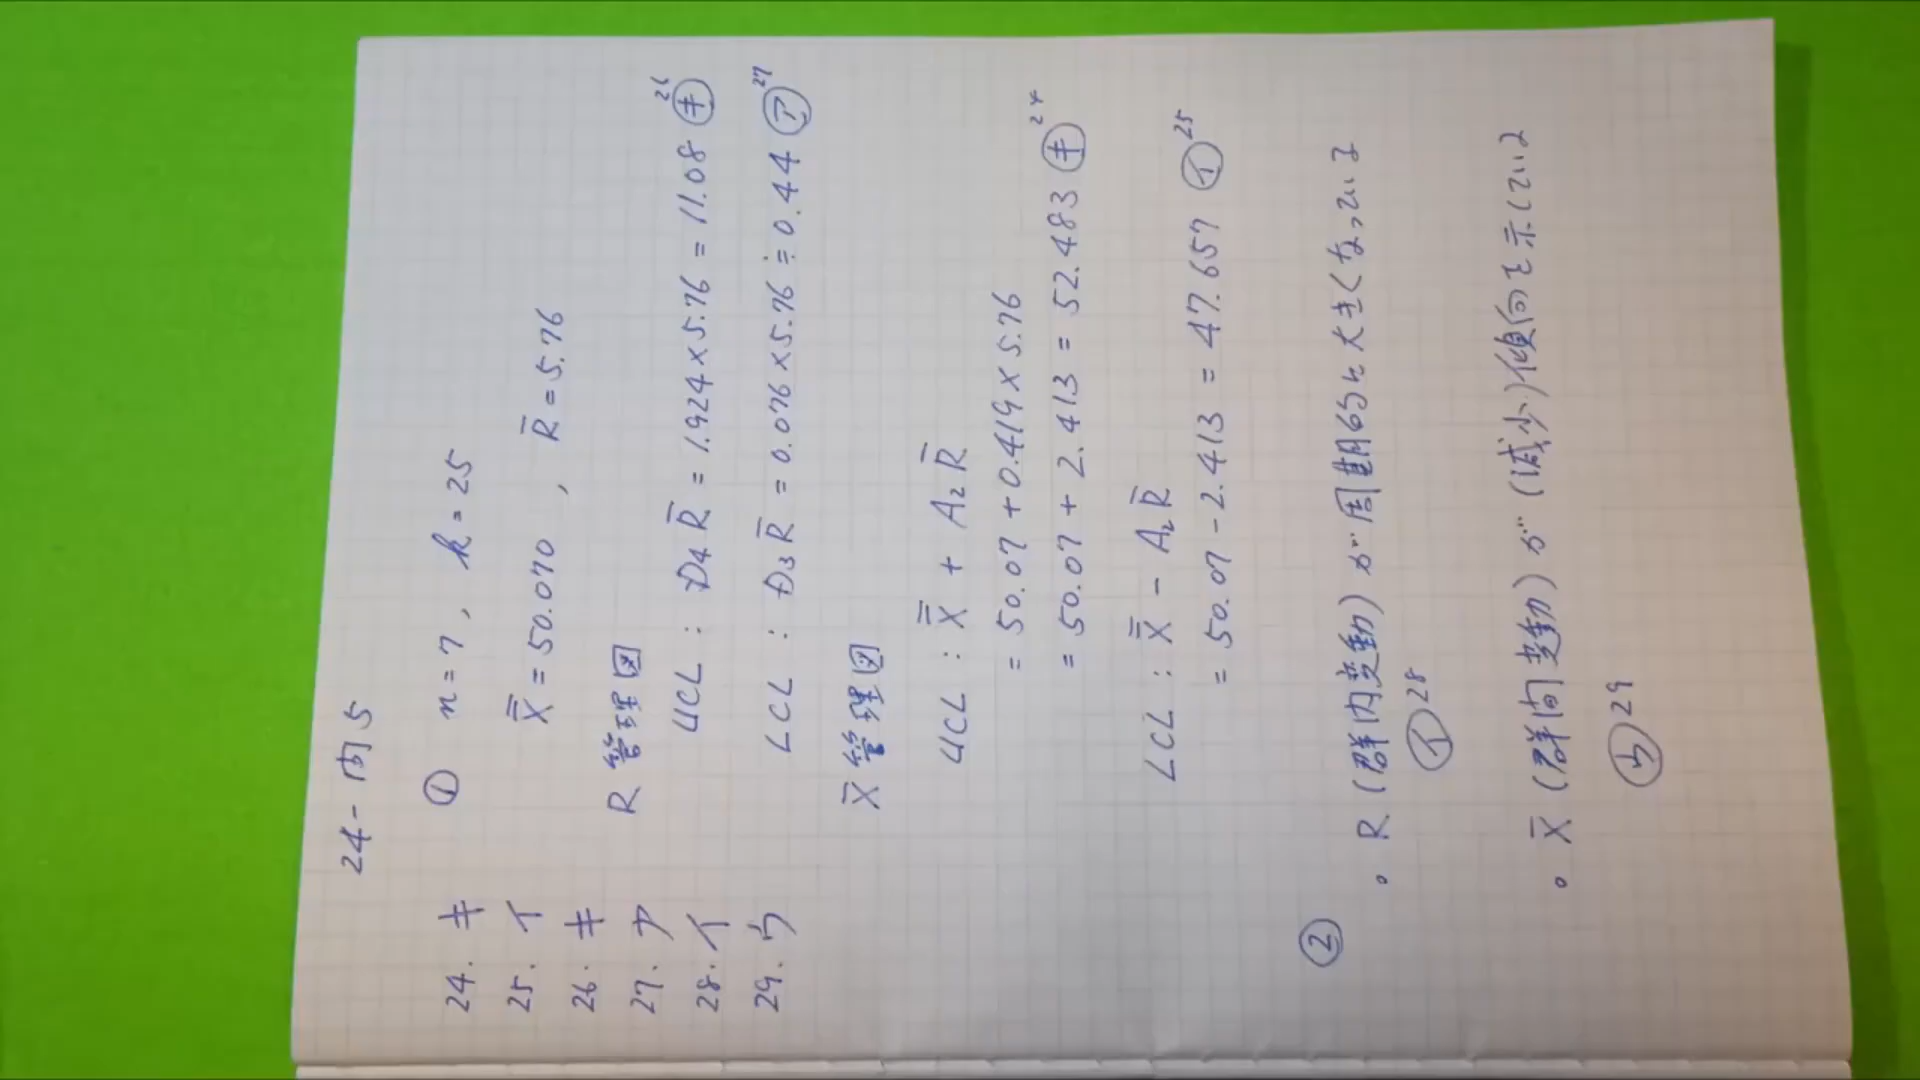 24-問5
24. キ
25. イ
26. キ
27. ア
28. イ
29. ウ
① n=7, k=25
X̿=50.070, R̄=5.76
R管理図
UCL: D4R̄=1.924×5.76=11.08 キ 26
LCL: D3R̄=0.076×5.76≒0.44 ア 27
X̄管理図
UCL: X̿+A2R̄
=50.07+0.419×5.76
=50.07+2.413=52.483 キ 24
LCL: X̿-A2R̄
=50.07-2.413=47.657 イ 25
②
・R(群内変動)が周期的に大きくなっている
イ 28
・X̄(群間変動)が(減少)傾向を示して
ウ 29